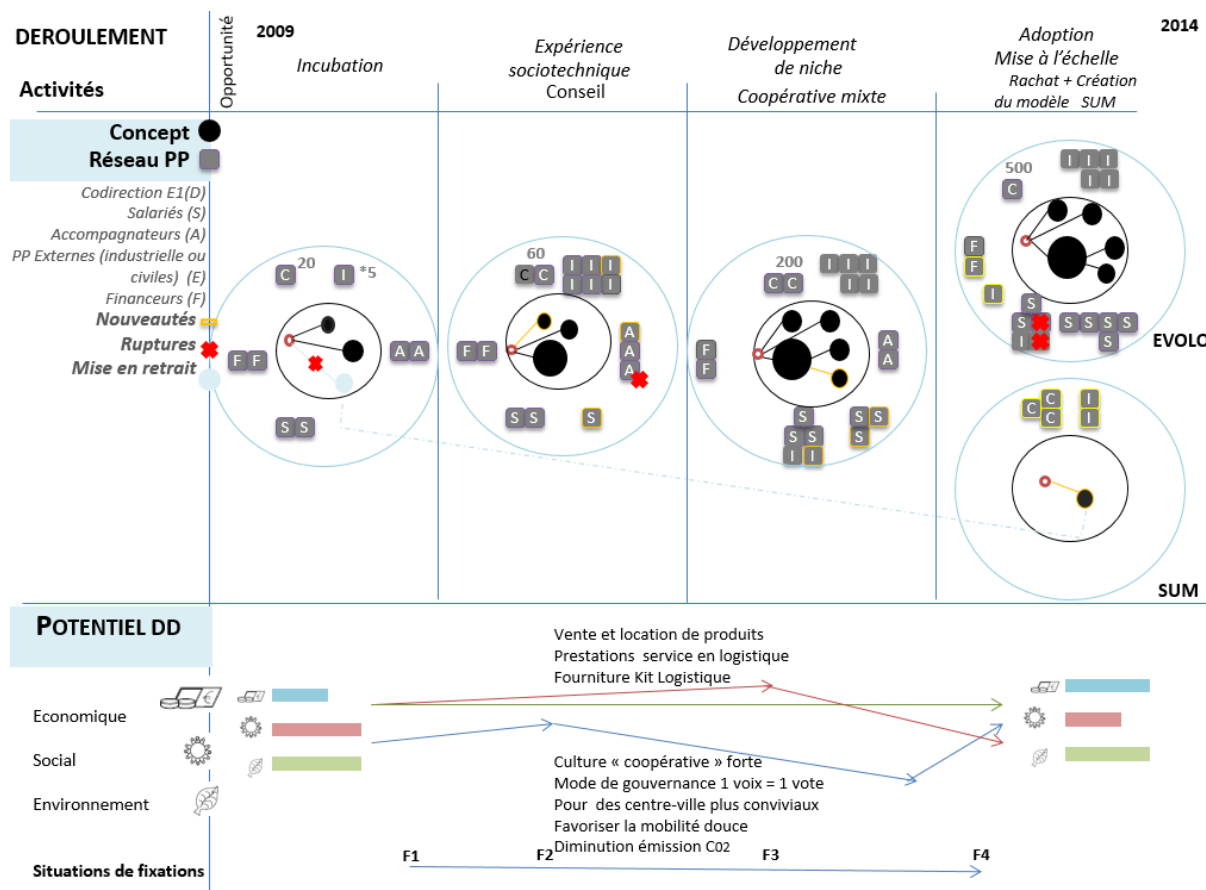 DEROULEMENT
Activités
Opportunité
2009
Incubation
Expérience
sociotechnique
Conseil
Développement
de niche
Coopérative mixte
Adoption
Mise à l'échelle
Rachat + Création
du modèle SUM
2014
Concept
Réseau PP
Codirection E1(D)
Salariés (S)
Accompagnateurs (A)
PP Externes (industrielle ou
civiles) (E)
Financeurs (F)
Nouveautés
Ruptures
Mise en retrait
C 20 I *5
F F
A A
S S
60
C C I I I
I I I
F F
A
A
A
S S S
200
C C I I I
I I
F
F
A
A
S S S
S S S
I I
500
C
I I I
I I
F
F
I
S
S S S S S
I S
EVOLO
C I
C
C I
SUM
POTENTIEL DD
Economique
Social
Environnement
Vente et location de produits
Prestations service en logistique
Fourniture Kit Logistique
Culture « coopérative » forte
Mode de gouvernance 1 voix = 1 vote
Pour des centre-ville plus conviviaux
Favoriser la mobilité douce
Diminution émission C02
Situations de fixations
F1 F2 F3 F4